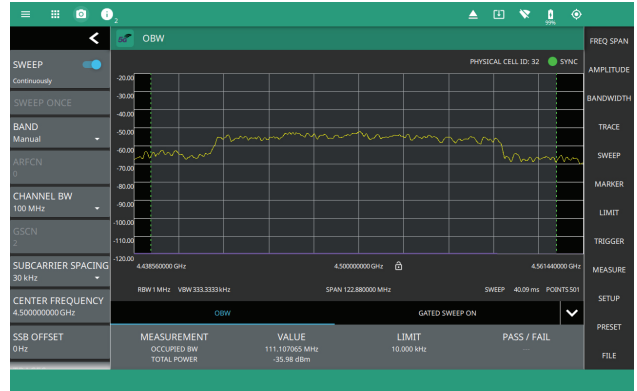 2
59%
5G
OBW
PHYSICAL CELL ID: 32
SYNC
SWEEP
Continuously
SWEEP ONCE
BAND
Manual
ARFCN
0
CHANNEL BW
100 MHz
GSCN
2
SUBCARRIER SPACING
30 kHz
CENTER FREQUENCY
4.500000000 GHz
SSB OFFSET
0 Hz
-20.00
-30.00
-40.00
-50.00
-60.00
-70.00
-80.00
-90.00
-100.00
-110.00
-120.00
4.438560000 GHz
4.500000000 GHz
4.561440000 GHz
RBW 1 MHz VBW 333.3333 kHz
SPAN 122.880000 MHz
SWEEP 40.09 ms POINTS 501
OBW
GATED SWEEP ON
MEASUREMENT VALUE LIMIT PASS / FAIL
OCCUPIED BW 111.107065 MHz 10.000 kHz ---
TOTAL POWER -35.98 dBm
FREQ SPAN
AMPLITUDE
BANDWIDTH
TRACE
SWEEP
MARKER
LIMIT
TRIGGER
MEASURE
SETUP
PRESET
FILE